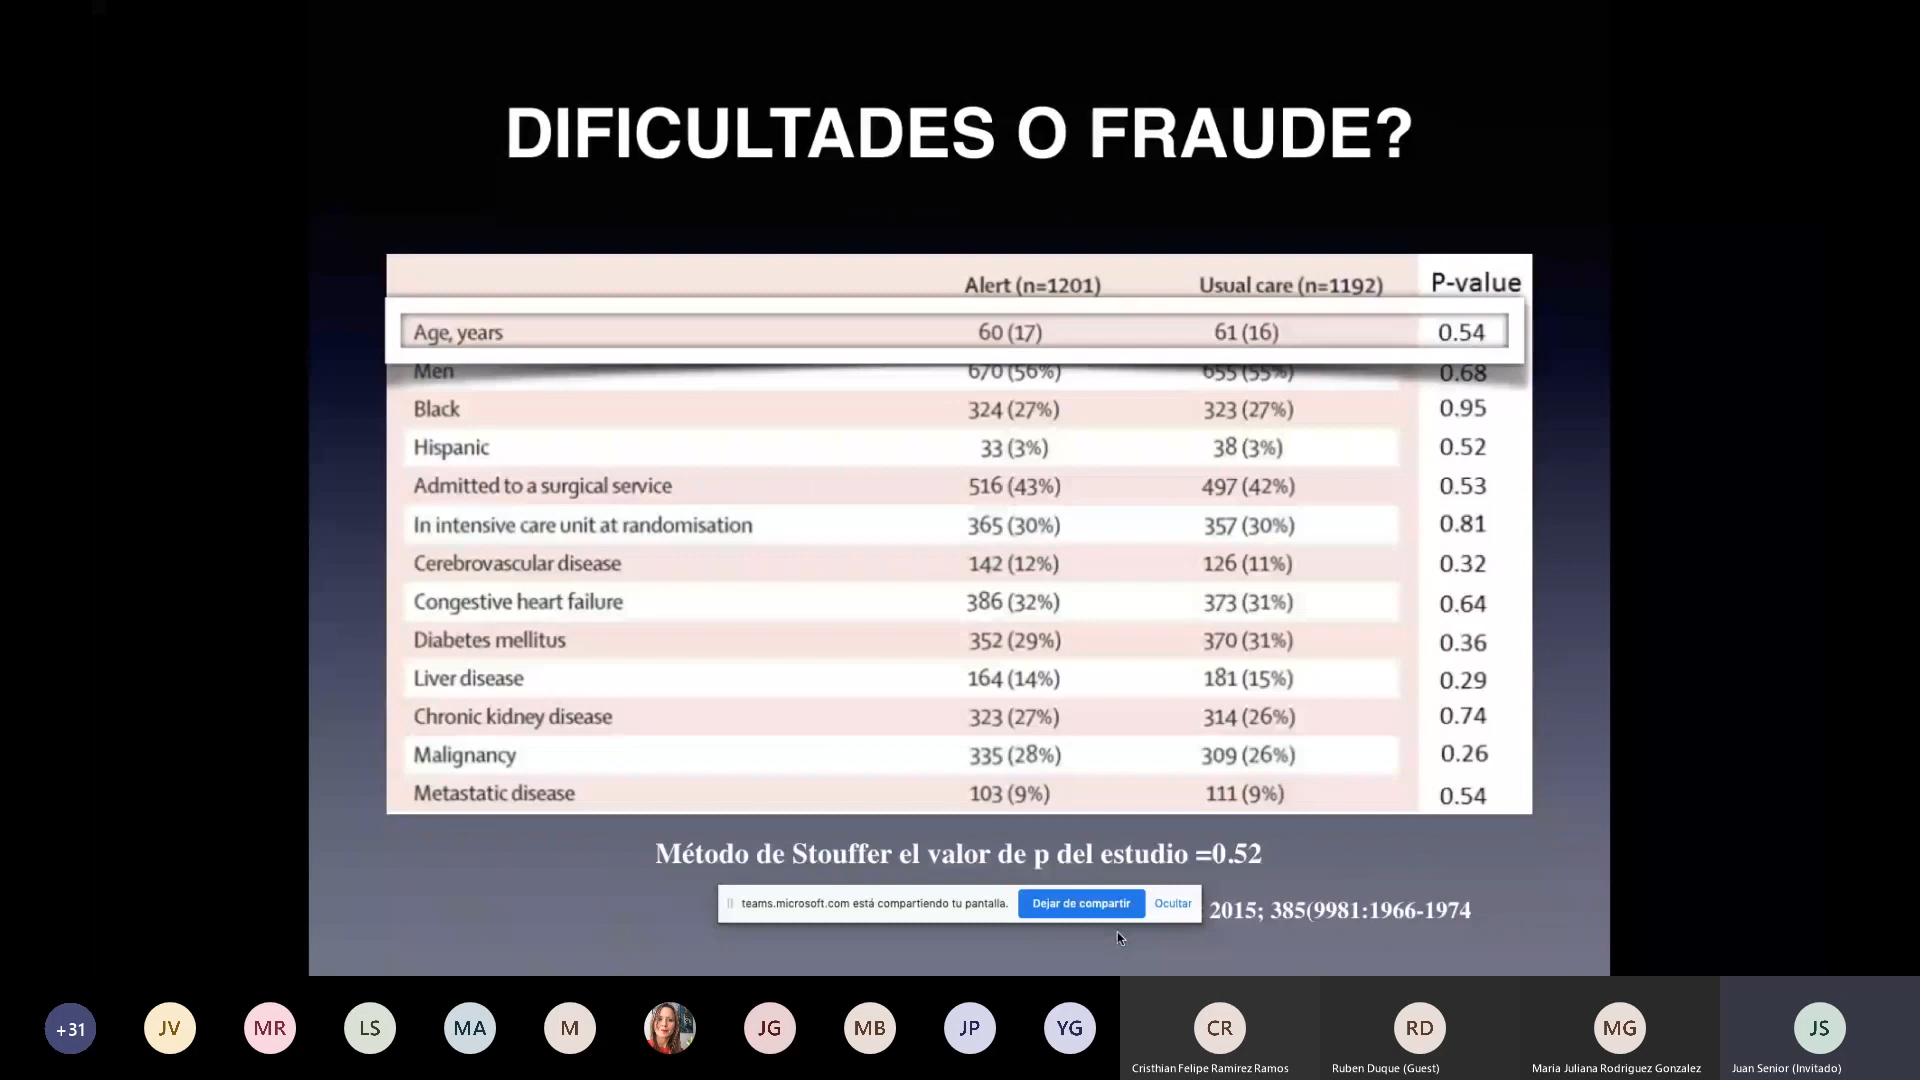 DIFICULTADES O FRAUDE?
Alert (n=1201) Usual care (n=1192) P-value
Age, years 60 (17) 61 (16) 0.54
Men 670 (56%) 655 (55%) 0.68
Black 324 (27%) 323 (27%) 0.95
Hispanic 33 (3%) 38 (3%) 0.52
Admitted to a surgical service 516 (43%) 497 (42%) 0.53
In intensive care unit at randomisation 365 (30%) 357 (30%) 0.81
Cerebrovascular disease 142 (12%) 126 (11%) 0.32
Congestive heart failure 386 (32%) 373 (31%) 0.64
Diabetes mellitus 352 (29%) 370 (31%) 0.36
Liver disease 164 (14%) 181 (15%) 0.29
Chronic kidney disease 323 (27%) 314 (26%) 0.74
Malignancy 335 (28%) 309 (26%) 0.26
Metastatic disease 103 (9%) 111 (9%) 0.54
Método de Stouffer el valor de p del estudio =0.52
teams.microsoft.com está compartiendo tu pantalla. Dejar de compartir Ocultar
2015; 385(9981:1966-1974
+31 JV MR LS MA M JG MB JP YG CR RD MG JS
Cristhian Felipe Ramirez Ramos Ruben Duque (Guest) Maria Juliana Rodriguez Gonzalez Juan Senior (Invitado)